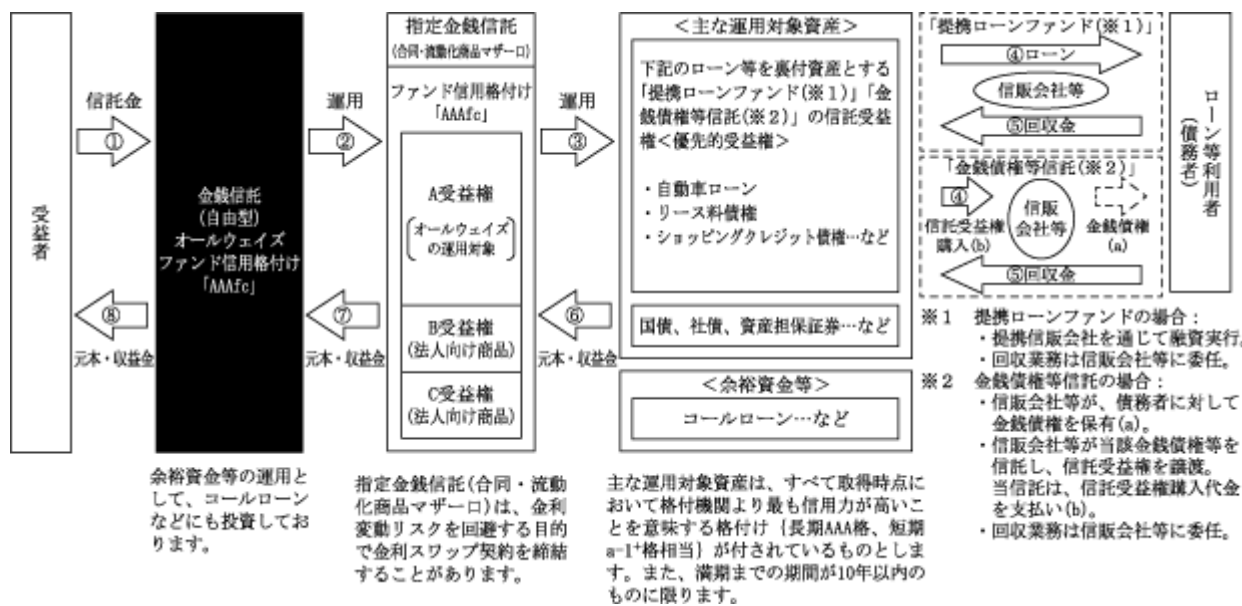 受益者
信託金
①
⑧
元本・収益金
金銭信託
(自由型)
オールウェイズ
ファンド信用格付け
「AAAfc」
余裕資金等の運用と
して、コールローン
などにも投資してお
ります。
運用
②
⑦
元本・収益金
指定金銭信託
(合同・流動化商品マザー口)
ファンド信用格付け
「AAAfc」
A受益権
オールウェイズ
の運用対象
B受益権
(法人向け商品)
C受益権
(法人向け商品)
指定金銭信託(合同・流動
化商品マザー口)は、金利
変動リスクを回避する目的
で金利スワップ契約を締結
することがあります。
運用
③
⑥
元本・収益金
＜主な運用対象資産＞
下記のローン等を裏付資産とする
「提携ローンファンド(※1)」「金
銭債権等信託(※2)」の信託受益
権＜優先的受益権＞
・自動車ローン
・リース料債権
・ショッピングクレジット債権…など
国債、社債、資産担保証券…など
＜余裕資金等＞
コールローン…など
主な運用対象資産は、すべて取得時点に
おいて格付機関より最も信用力が高いこ
とを意味する格付け｛長期AAA格、短期
a-1⁺格相当｝が付されているものとしま
す。また、満期までの期間が10年以内の
ものに限ります。
「提携ローンファンド(※1)」
④ローン
信販会社等
⑤回収金
「金銭債権等信託(※2)」
④
信託受益権
購入(b)
信販
会社等
金銭債権
(a)
⑤回収金
ローン等利用者
(債務者)
※1 提携ローンファンドの場合：
・提携信販会社を通じて融資実行。
・回収業務は信販会社等に委任。
※2 金銭債権等信託の場合：
・信販会社等が、債務者に対して
金銭債権を保有(a)。
・信販会社等が当該金銭債権等を
信託し、信託受益権を譲渡。
当信託は、信託受益権購入代金
を支払い(b)。
・回収業務は信販会社等に委任。